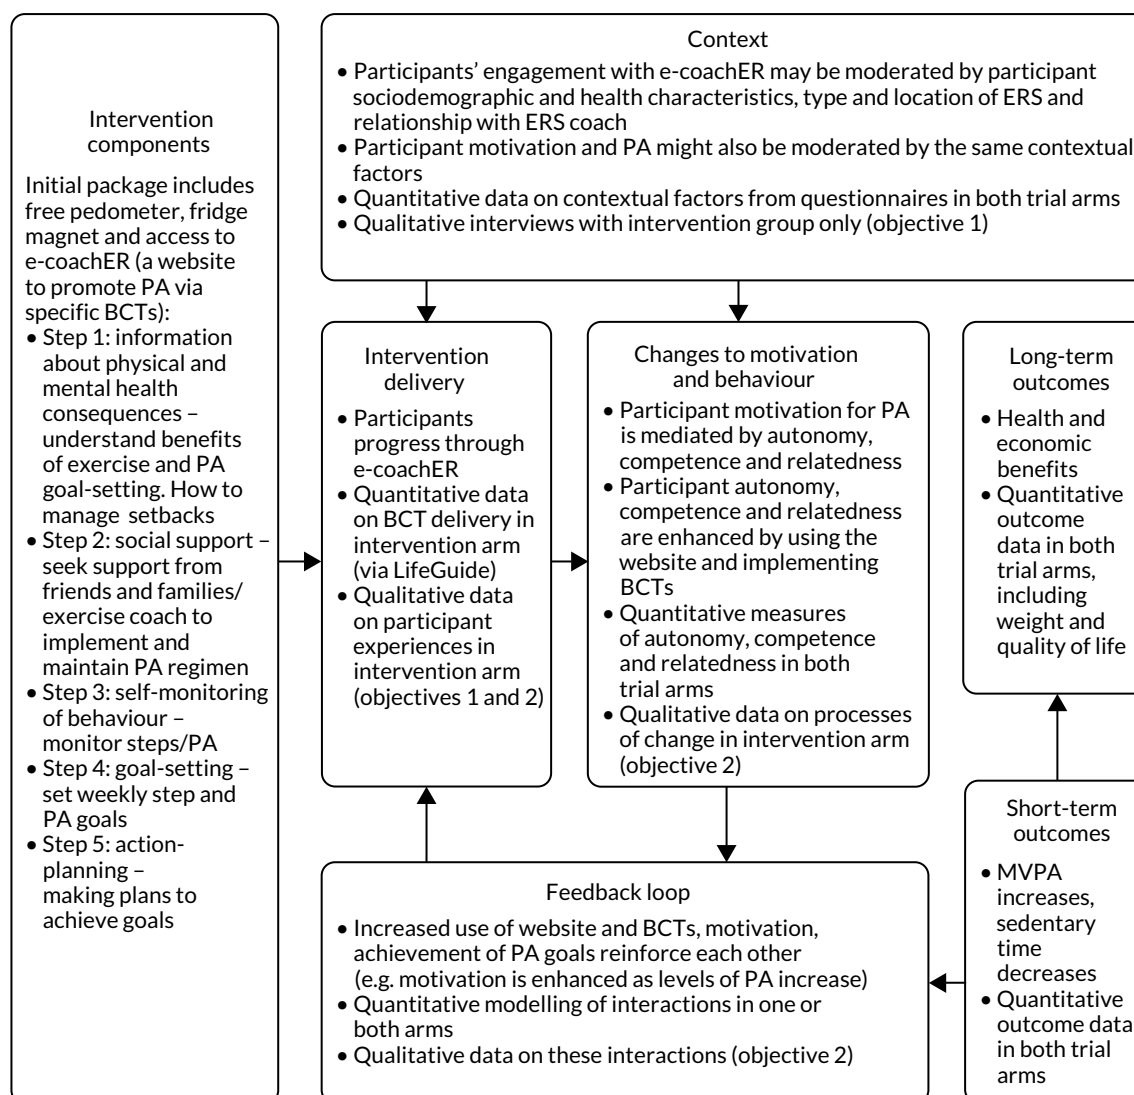 Intervention
components
Initial package includes
free pedometer, fridge
magnet and access to
e-coachER (a website
to promote PA via
specific BCTs):
• Step 1: information
about physical and
mental health
consequences –
understand benefits
of exercise and PA
goal-setting. How to
manage setbacks
• Step 2: social support –
seek support from
friends and families/
exercise coach to
implement and
maintain PA regimen
• Step 3: self-monitoring
of behaviour –
monitor steps/PA
• Step 4: goal-setting –
set weekly step and
PA goals
• Step 5: action-
planning –
making plans to
achieve goals
Context
• Participants’ engagement with e-coachER may be moderated by participant
sociodemographic and health characteristics, type and location of ERS and
relationship with ERS coach
• Participant motivation and PA might also be moderated by the same contextual
factors
• Quantitative data on contextual factors from questionnaires in both trial arms
• Qualitative interviews with intervention group only (objective 1)
Intervention
delivery
• Participants
progress through
e-coachER
• Quantitative data
on BCT delivery in
intervention arm
(via LifeGuide)
• Qualitative data
on participant
experiences in
intervention arm
(objectives 1 and 2)
Changes to motivation
and behaviour
• Participant motivation for PA
is mediated by autonomy,
competence and relatedness
• Participant autonomy,
competence and relatedness
are enhanced by using the
website and implementing
BCTs
• Quantitative measures
of autonomy, competence
and relatedness in both
trial arms
• Qualitative data on processes
of change in intervention arm
(objective 2)
Long-term
outcomes
• Health and
economic
benefits
• Quantitative
outcome
data in both
trial arms,
including
weight and
quality of life
Feedback loop
• Increased use of website and BCTs, motivation,
achievement of PA goals reinforce each other
(e.g. motivation is enhanced as levels of PA increase)
• Quantitative modelling of interactions in one or
both arms
• Qualitative data on these interactions (objective 2)
Short-term
outcomes
• MVPA
increases,
sedentary
time
decreases
• Quantitative
outcome data
in both trial
arms